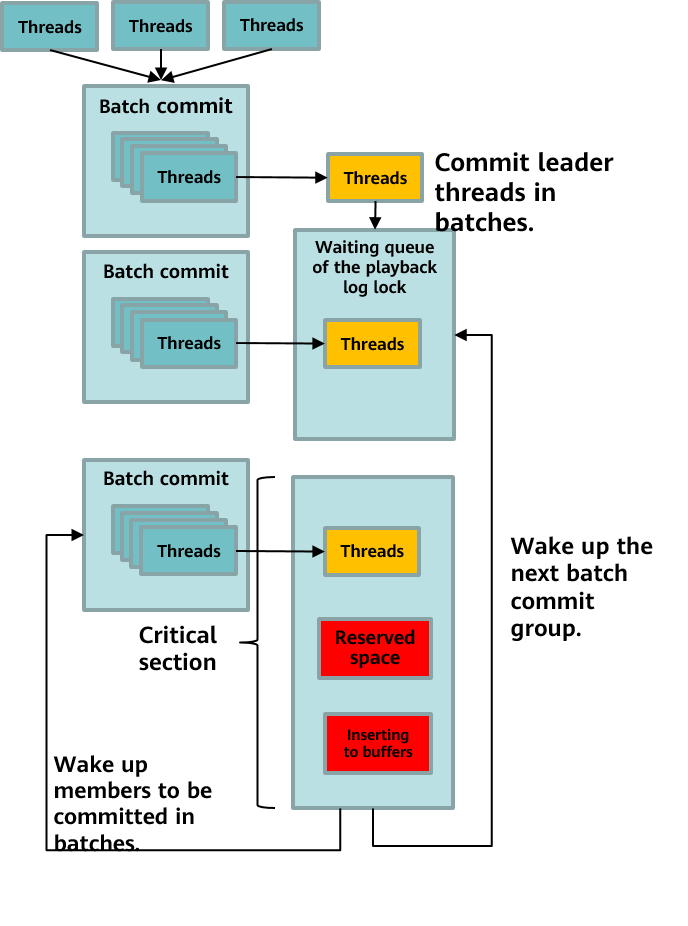 Threads
Threads
Threads
Batch commit
Threads
Threads
Commit leader
threads in
batches.
Waiting queue
of the playback
log lock
Batch commit
Threads
Threads
Batch commit
Threads
Threads
Wake up the
next batch
commit
group.
Critical
section
Reserved
space
Inserting
to buffers
Wake up
members to be
committed in
batches.